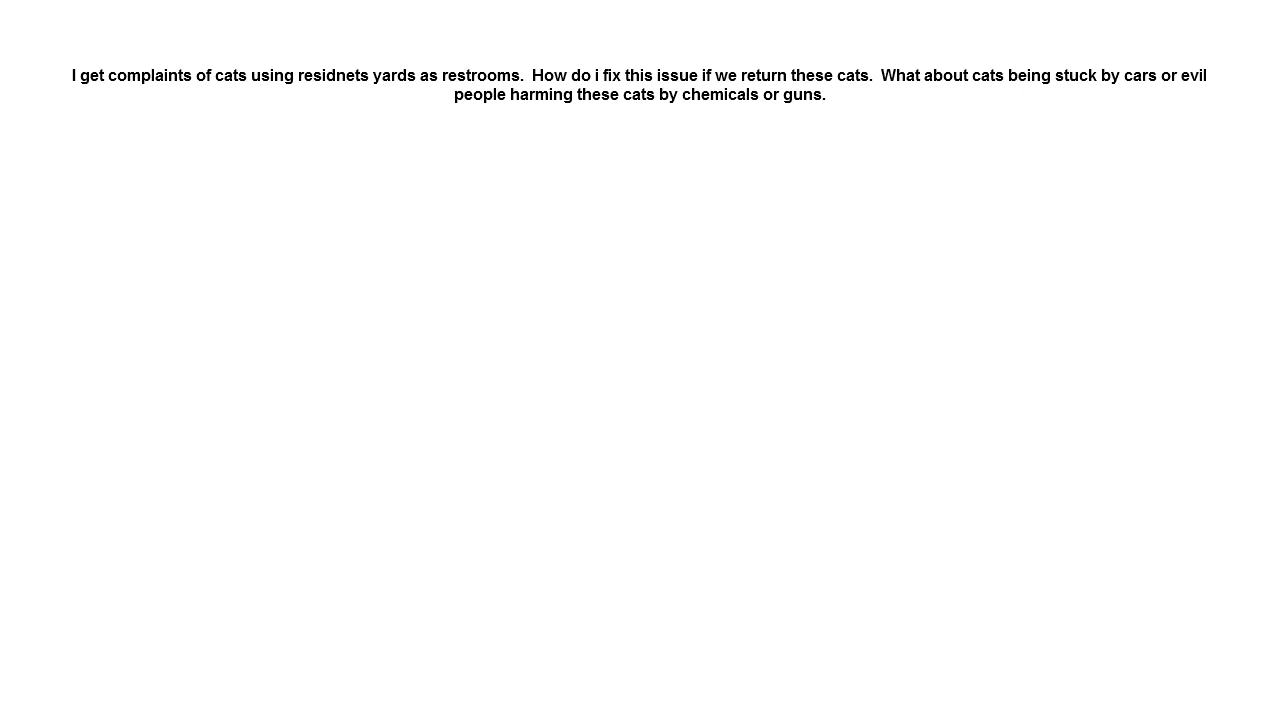 I get complaints of cats using residnets yards as restrooms.  How do i fix this issue if we return these cats.  What about cats being stuck by cars or evil
people harming these cats by chemicals or guns.